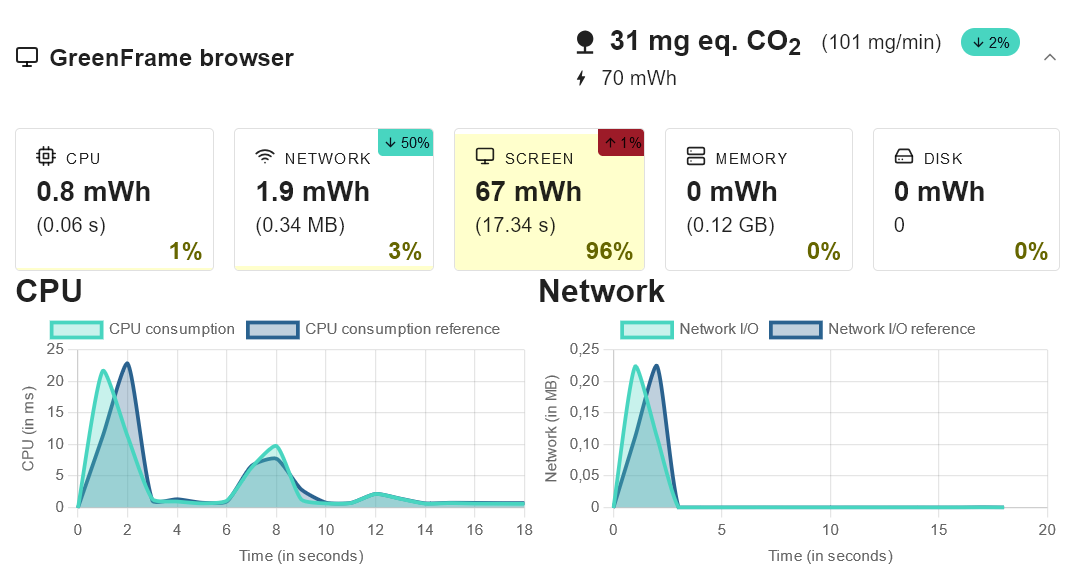 GreenFrame browser
31 mg eq. CO2 (101 mg/min) ↓ 2%
70 mWh
CPU
0.8 mWh
(0.06 s)
1%
NETWORK ↓ 50%
1.9 mWh
(0.34 MB)
3%
SCREEN ↑ 1%
67 mWh
(17.34 s)
96%
MEMORY
0 mWh
(0.12 GB)
0%
DISK
0 mWh
0
0%
CPU
CPU consumption CPU consumption reference
25
20
15
10
5
0
CPU (in ms)
0 2 4 6 8 10 12 14 16 18
Time (in seconds)
Network
Network I/O Network I/O reference
0,25
0,20
0,15
0,10
0,05
0
Network (in MB)
0 5 10 15 20
Time (in seconds)